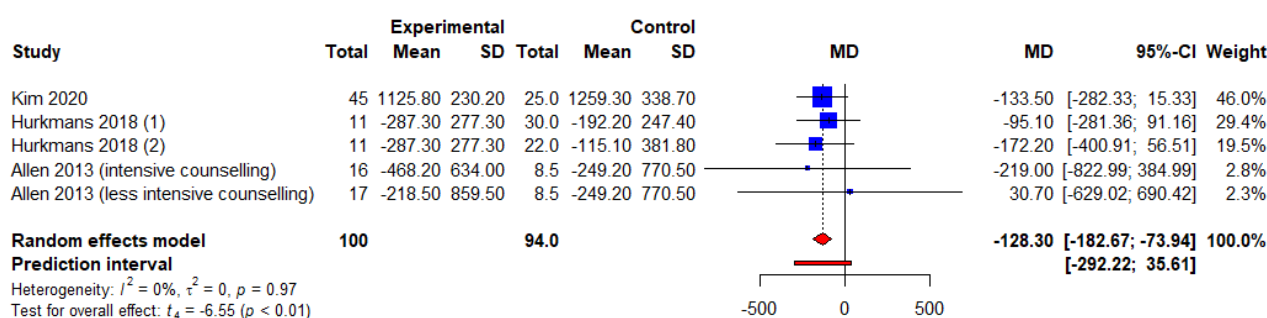 Experimental Control
Study Total Mean SD Total Mean SD MD MD 95%-CI Weight
Kim 2020 45 1125.80 230.20 25.0 1259.30 338.70 -133.50 [-282.33; 15.33] 46.0%
Hurkmans 2018 (1) 11 -287.30 277.30 30.0 -192.20 247.40 -95.10 [-281.36; 91.16] 29.4%
Hurkmans 2018 (2) 11 -287.30 277.30 22.0 -115.10 381.80 -172.20 [-400.91; 56.51] 19.5%
Allen 2013 (intensive counselling) 16 -468.20 634.00 8.5 -249.20 770.50 -219.00 [-822.99; 384.99] 2.8%
Allen 2013 (less intensive counselling) 17 -218.50 859.50 8.5 -249.20 770.50 30.70 [-629.02; 690.42] 2.3%
Random effects model 100 94.0 -128.30 [-182.67; -73.94] 100.0%
Prediction interval [-292.22; 35.61]
Heterogeneity: I² = 0%, τ² = 0, p = 0.97
Test for overall effect: t₄ = -6.55 (p < 0.01)
-500 0 500